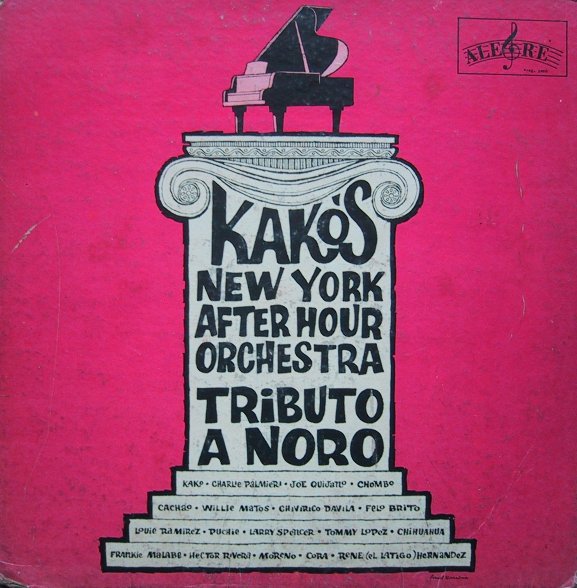 ALEGRE
KAKO'S
NEW YORK
AFTER HOUR
ORCHESTRA
TRIBUTO
A NORO
KAKO • CHARLIE PALMIERI • JOE QUIJANO • CHOMBO
CACHAO • WILLIE MATOS • CHIVIRICO DAVILA • FELO BRITO
LOUIE RAMIREZ • PUCHIE • LARRY SPENCER • TOMMY LOPEZ • CHIHUAHUA
FRANKIE MALABE • HECTOR RIVERA • MORENO • CORA • RENE (EL LATIGO) HERNANDEZ